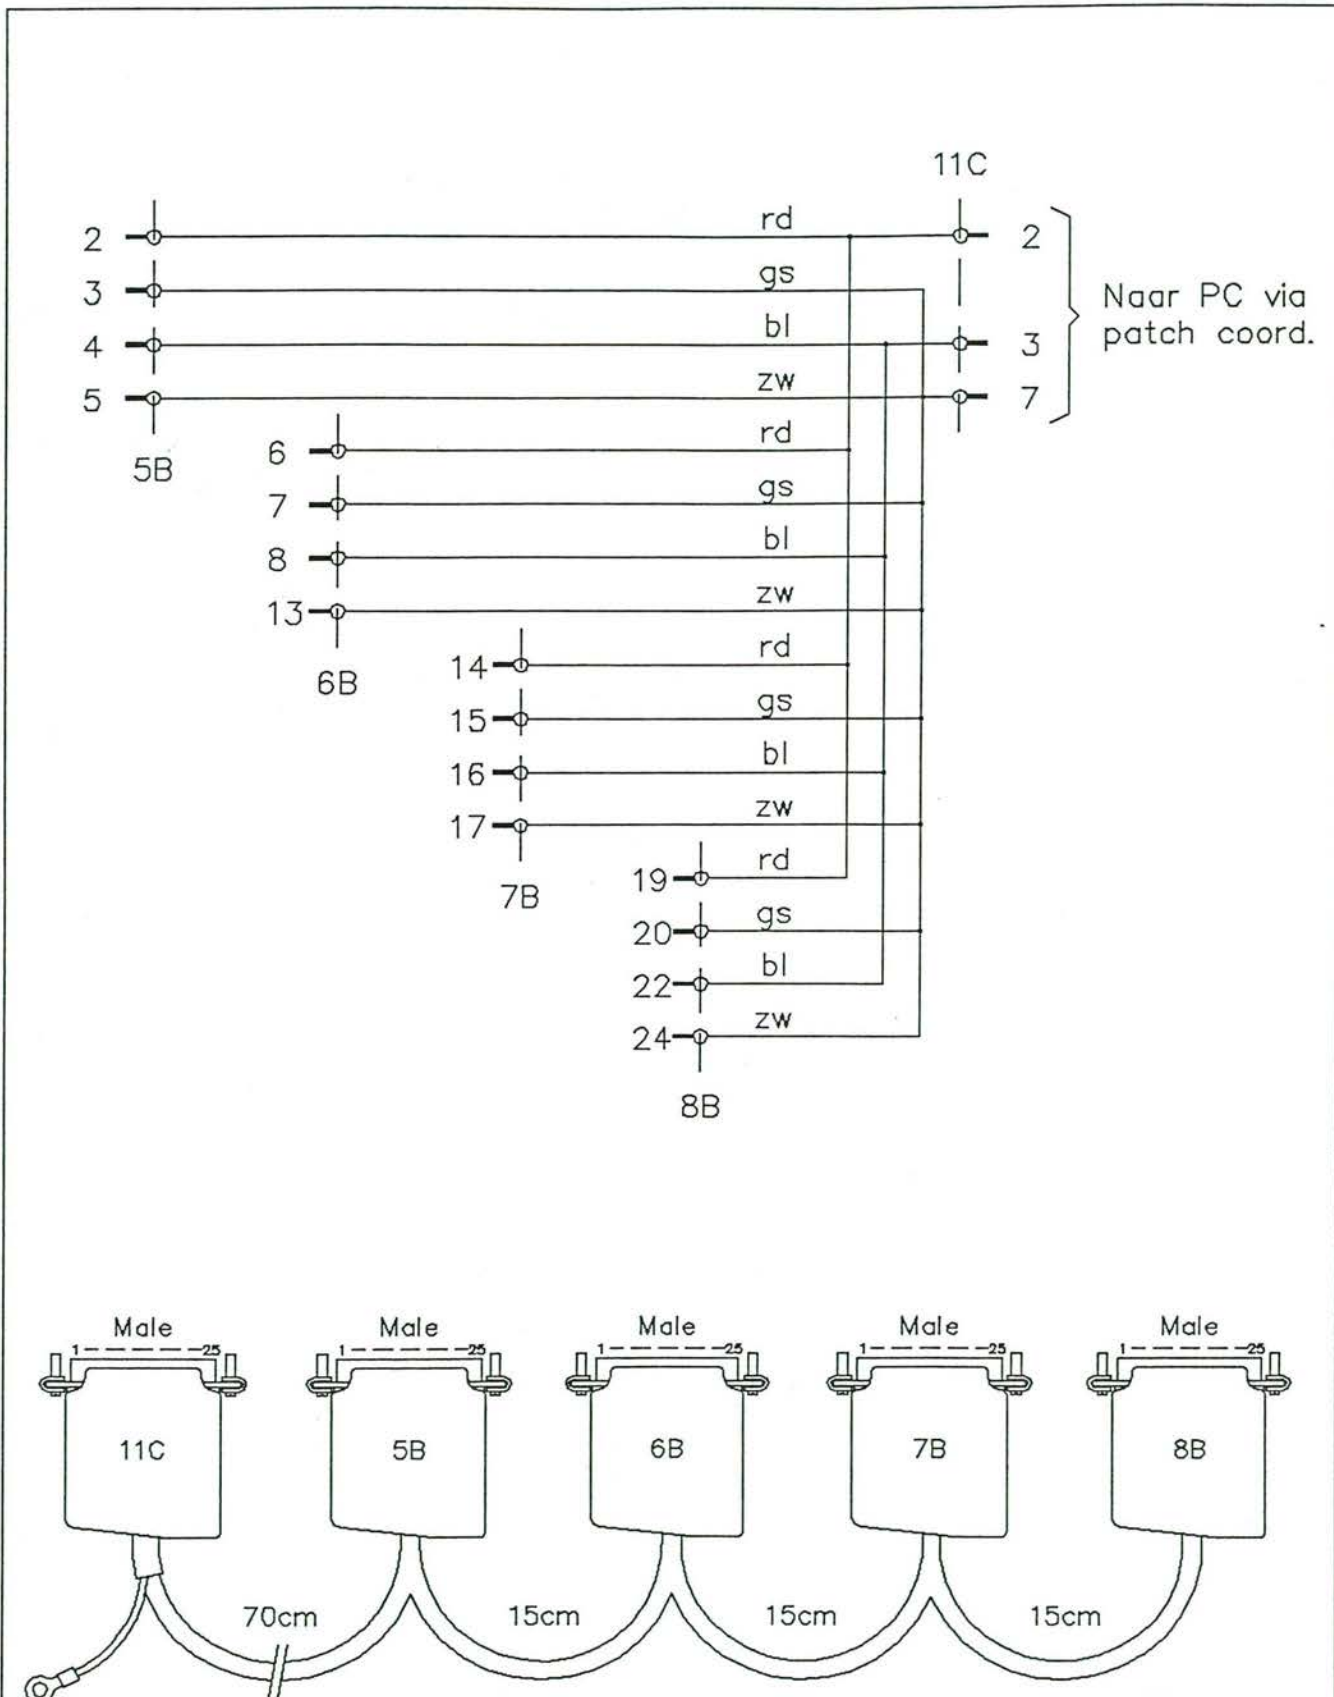 11C
2 rd 2
3 gs
Naar PC via
4 bl 3
patch coord.
5 zw 7
5B
6 rd
7 gs
8 bl
13 zw
6B
14 rd
15 gs
16 bl
17 zw
7B
19 rd
20 gs
22 bl
24 zw
8B
Male Male Male Male Male
1 25 1 25 1 25 1 25 1 25
11C 5B 6B 7B 8B
70cm 15cm 15cm 15cm